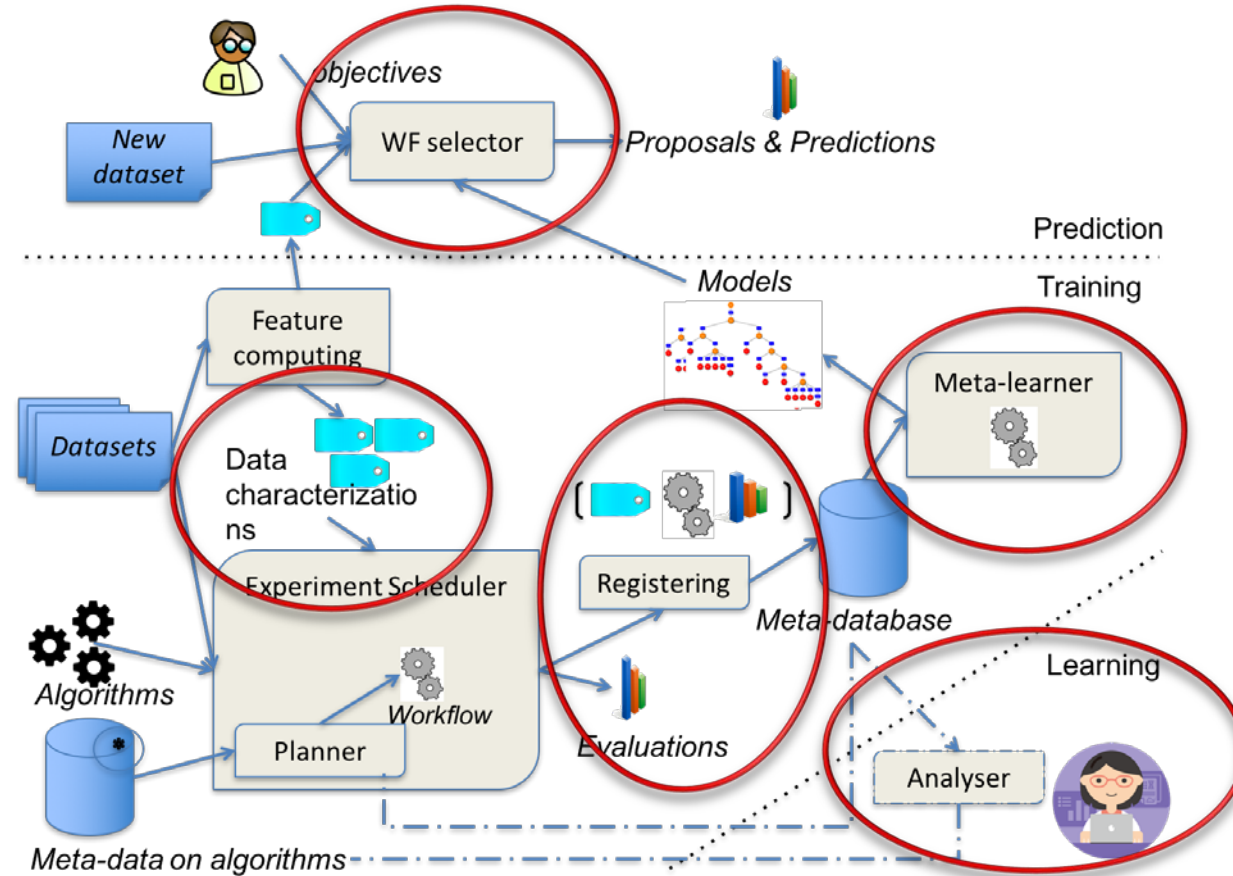 objectives
WF selector
New
dataset
Proposals & Predictions
Prediction
Models
Training
Feature
computing
Meta-learner
Datasets
Data
characterizatio
ns
Experiment Scheduler
Registering
Meta-database
Learning
Algorithms
Workflow
Planner
Evaluations
Analyser
Meta-data on algorithms